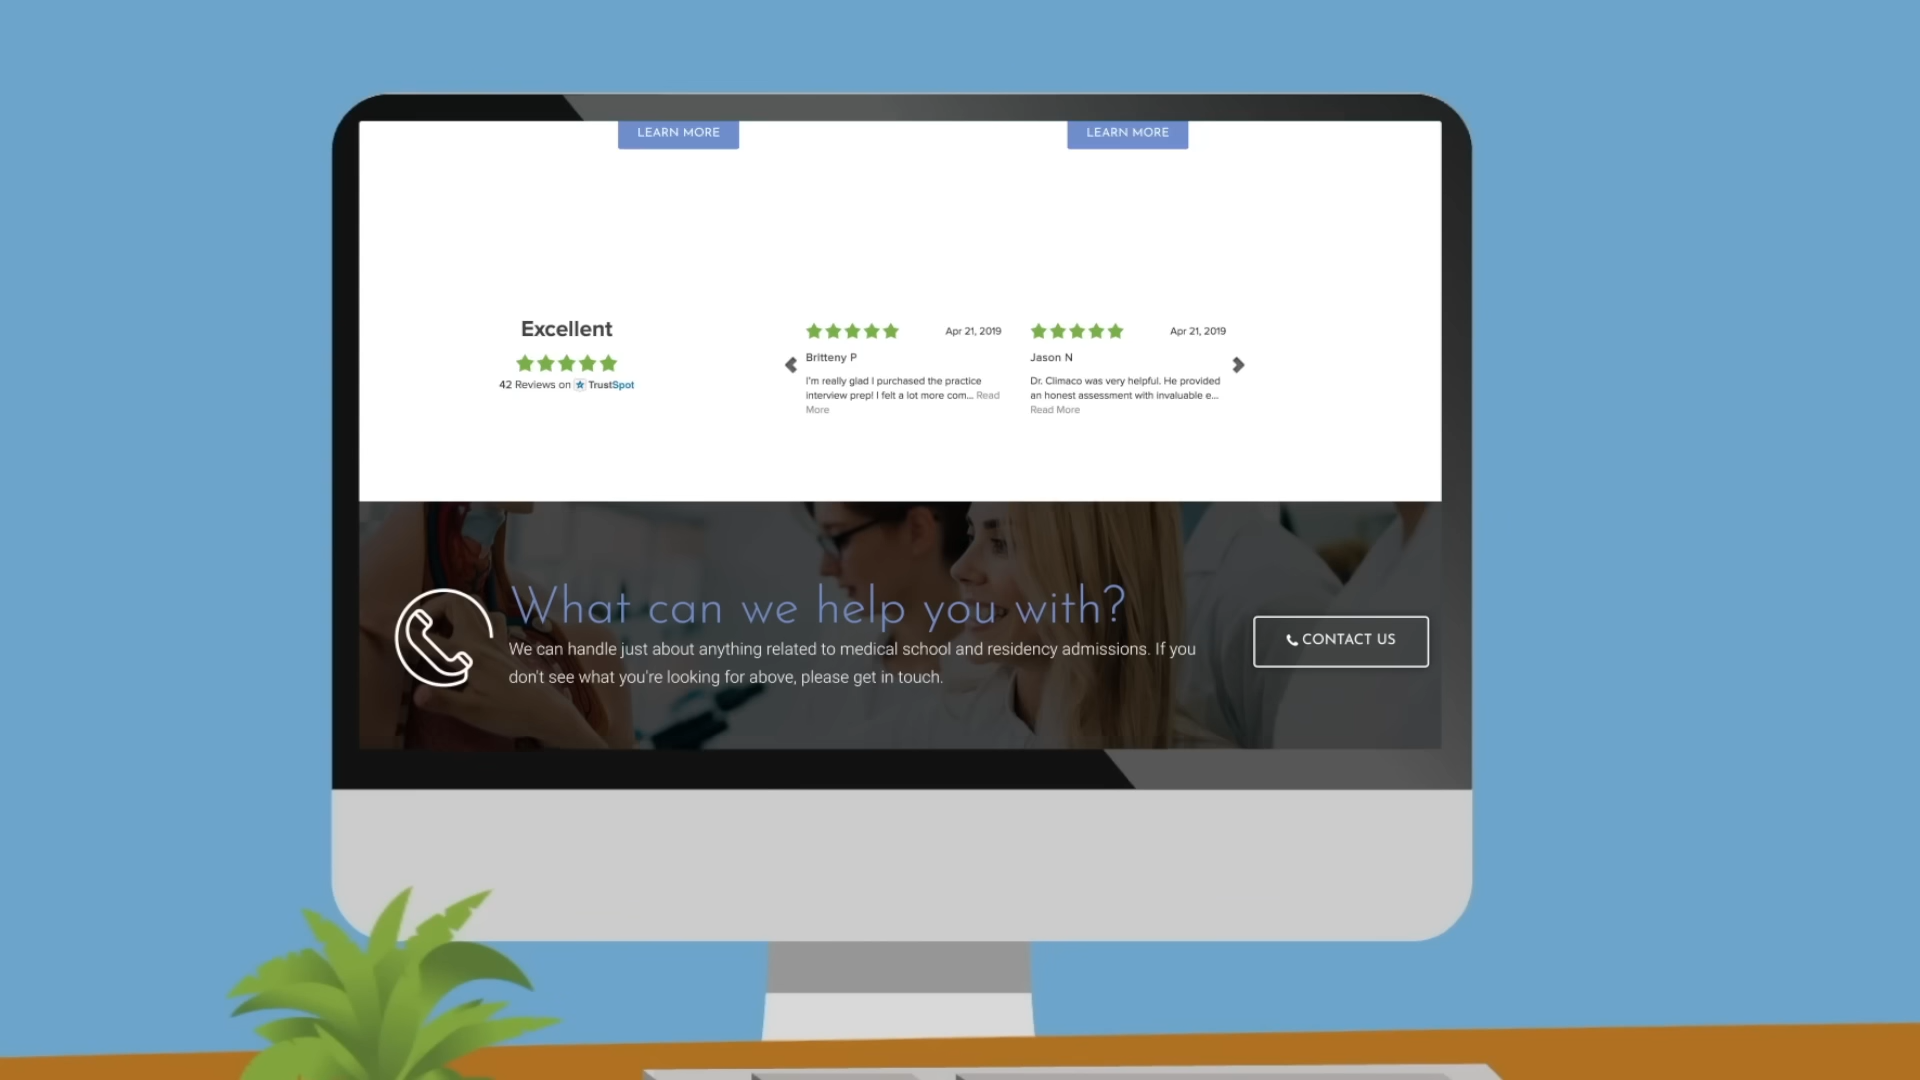 LEARN MORE
LEARN MORE
Excellent
42 Reviews on TrustSpot
Apr 21, 2019
Britteny P
I'm really glad I purchased the practice
interview prep! I felt a lot more com... Read
More
Apr 21, 2019
Jason N
Dr. Climaco was very helpful. He provided
an honest assessment with invaluable e...
Read More
What can we help you with?
We can handle just about anything related to medical school and residency admissions. If you
don't see what you're looking for above, please get in touch.
CONTACT US